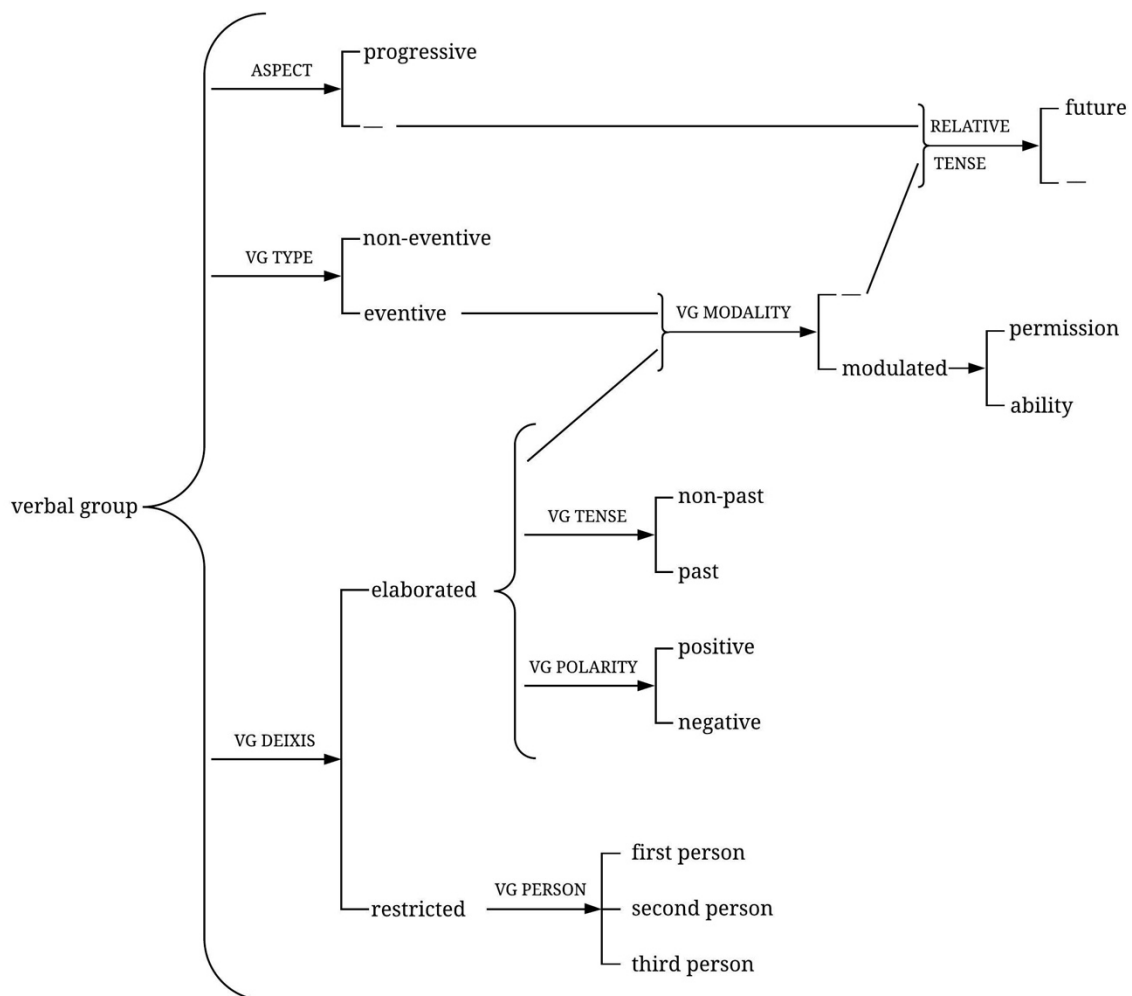 progressive
ASPECT
—
future
RELATIVE
TENSE
—
non-eventive
VG TYPE
eventive
VG MODALITY
—
permission
modulated
ability
verbal group
non-past
VG TENSE
past
elaborated
positive
VG POLARITY
negative
VG DEIXIS
first person
VG PERSON
restricted
second person
third person